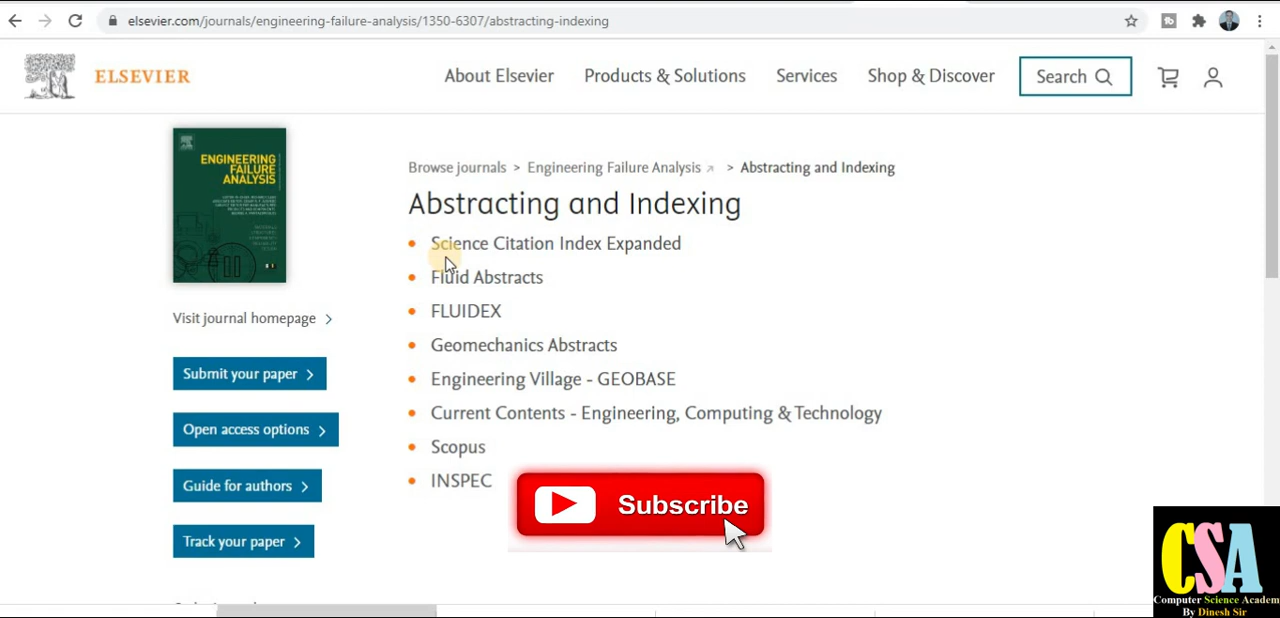 elsevier.com/journals/engineering-failure-analysis/1350-6307/abstracting-indexing
ELSEVIER
About Elsevier
Products & Solutions
Services
Shop & Discover
Search
ENGINEERING
FAILURE
ANALYSIS
Browse journals > Engineering Failure Analysis > Abstracting and Indexing
Abstracting and Indexing
Science Citation Index Expanded
Fluid Abstracts
FLUIDEX
Geomechanics Abstracts
Engineering Village - GEOBASE
Current Contents - Engineering, Computing & Technology
Scopus
INSPEC
Visit journal homepage
Submit your paper
Open access options
Guide for authors
Track your paper
Subscribe
CSA
Computer Science Academ
By Dinesh Sir